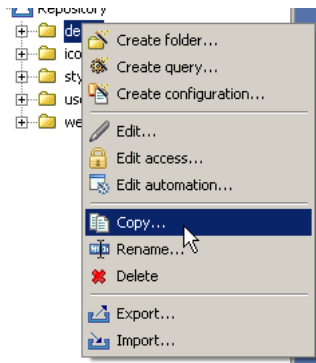 Repository
de
ico
sty
use
we
Create folder...
Create query...
Create configuration...
Edit...
Edit access...
Edit automation...
Copy...
Rename...
Delete
Export...
Import...